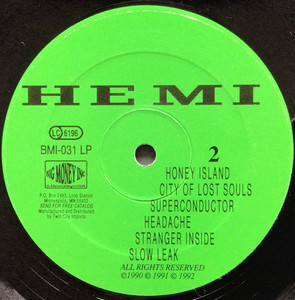 HEMI
LC 6196
BMI-031 LP
BIG MONEY INC
P.O. Box 2483, Loop Station
Minneapolis, MN 55402
SEND FOR FREE CATALOG
Manufactured and Distributed
by Twin City Imports
2
HONEY ISLAND
CITY OF LOST SOULS
SUPERCONDUCTOR
HEADACHE
STRANGER INSIDE
SLOW LEAK
ALL RIGHTS RESERVED
©1990 © 1991 © 1992